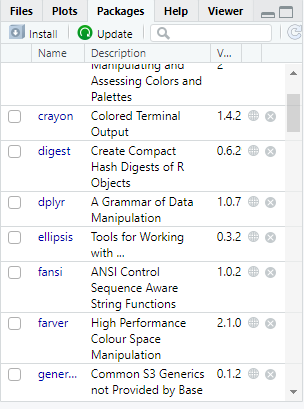 Files Plots Packages Help Viewer
Install Update
Name Description V...
Manipulating and 2
Assessing Colors and
Palettes
crayon Colored Terminal 1.4.2
Output
digest Create Compact 0.6.2
Hash Digests of R
Objects
dplyr A Grammar of Data 1.0.7
Manipulation
ellipsis Tools for Working 0.3.2
with ...
fansi ANSI Control 1.0.2
Sequence Aware
String Functions
farver High Performance 2.1.0
Colour Space
Manipulation
gener... Common S3 Generics 0.1.2
not Provided by Base